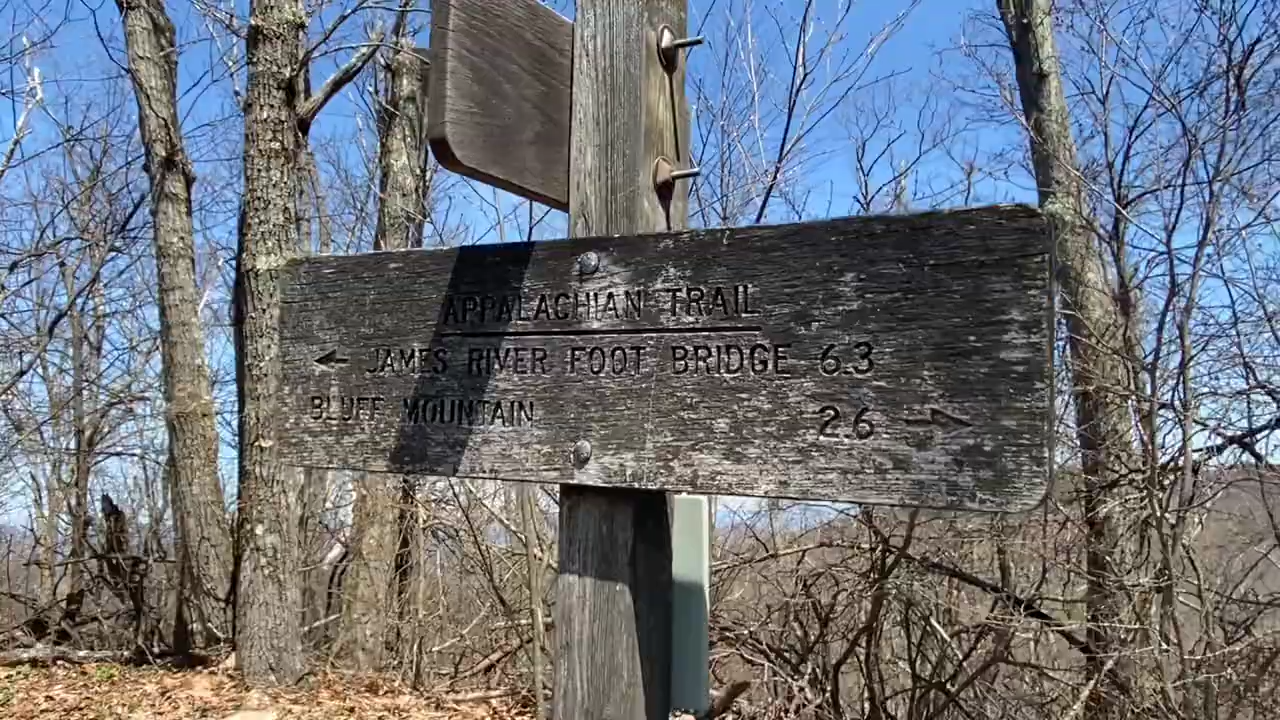 APPALACHIAN TRAIL
← JAMES RIVER FOOT BRIDGE 6.3
BLUFF MOUNTAIN 2.6 →